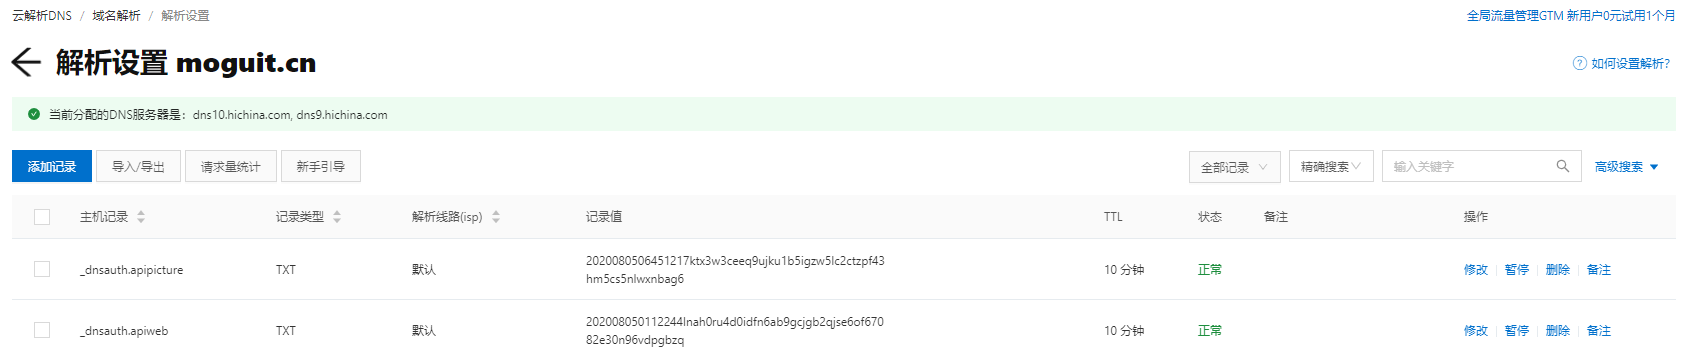 云解析DNS / 域名解析 / 解析设置 全局流量管理GTM 新用户0元试用1个月
解析设置 moguit.cn 如何设置解析?
当前分配的DNS服务器是：dns10.hichina.com, dns9.hichina.com
添加记录 导入/导出 请求量统计 新手引导 全部记录 精确搜索 输入关键字 高级搜索
主机记录 记录类型 解析线路(isp) 记录值 TTL 状态 备注 操作
_dnsauth.apipicture TXT 默认 2020080506451217ktx3w3ceeq9ujku1b5igzw5lc2ctzpf43 10 分钟 正常 修改 暂停 删除 备注
hm5cs5nlwxnbag6
_dnsauth.apiweb TXT 默认 202008050112244lnah0ru4d0idfn6ab9gcjgb2qjse6of670 10 分钟 正常 修改 暂停 删除 备注
82e30n96vdpgbzq